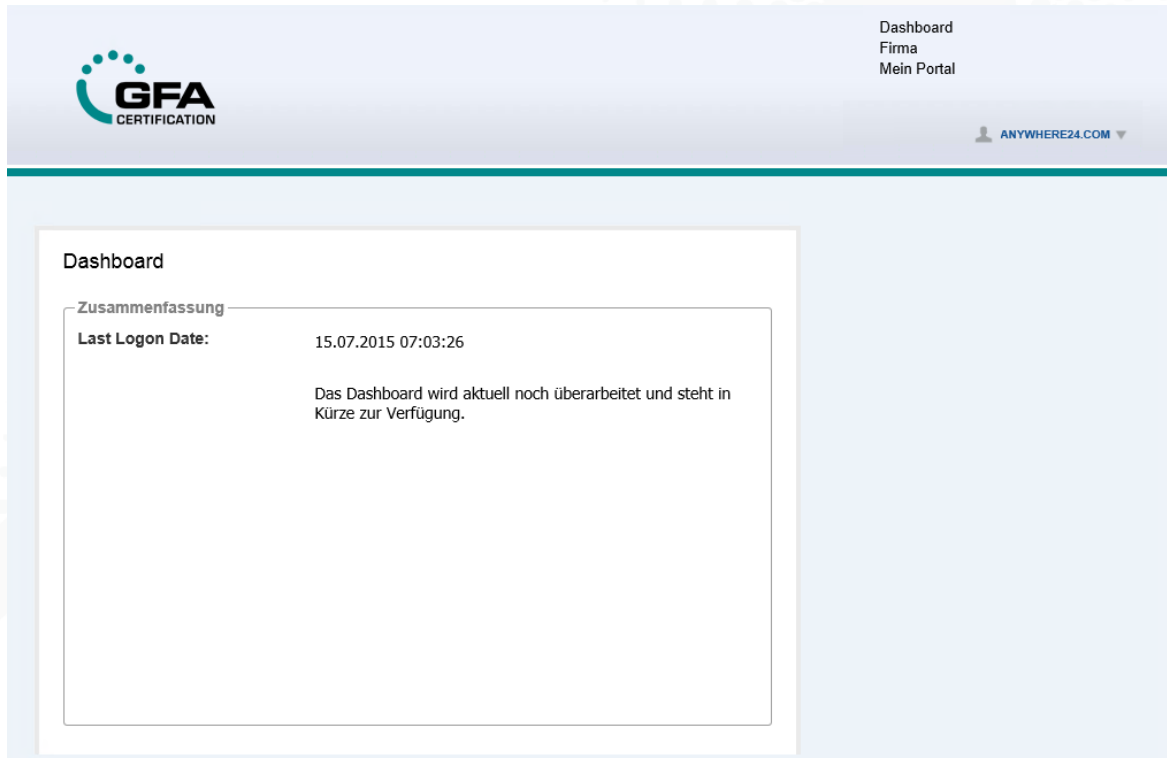 Dashboard
Firma
Mein Portal
GFA
CERTIFICATION
ANYWHERE24.COM
Dashboard
Zusammenfassung
Last Logon Date:
15.07.2015 07:03:26
Das Dashboard wird aktuell noch überarbeitet und steht in
Kürze zur Verfügung.